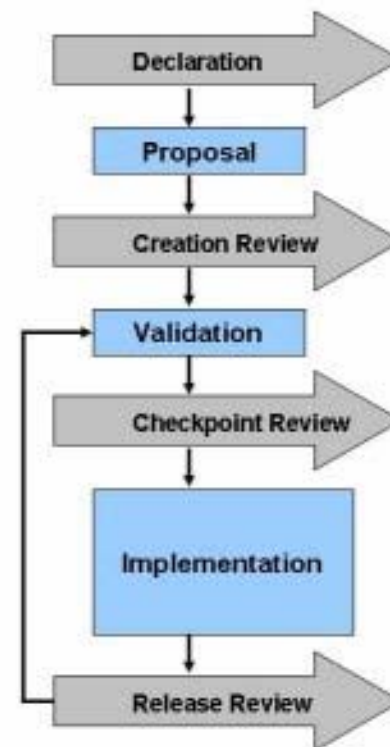 Declaration
Proposal
Creation Review
Validation
Checkpoint Review
Implementation
Release Review